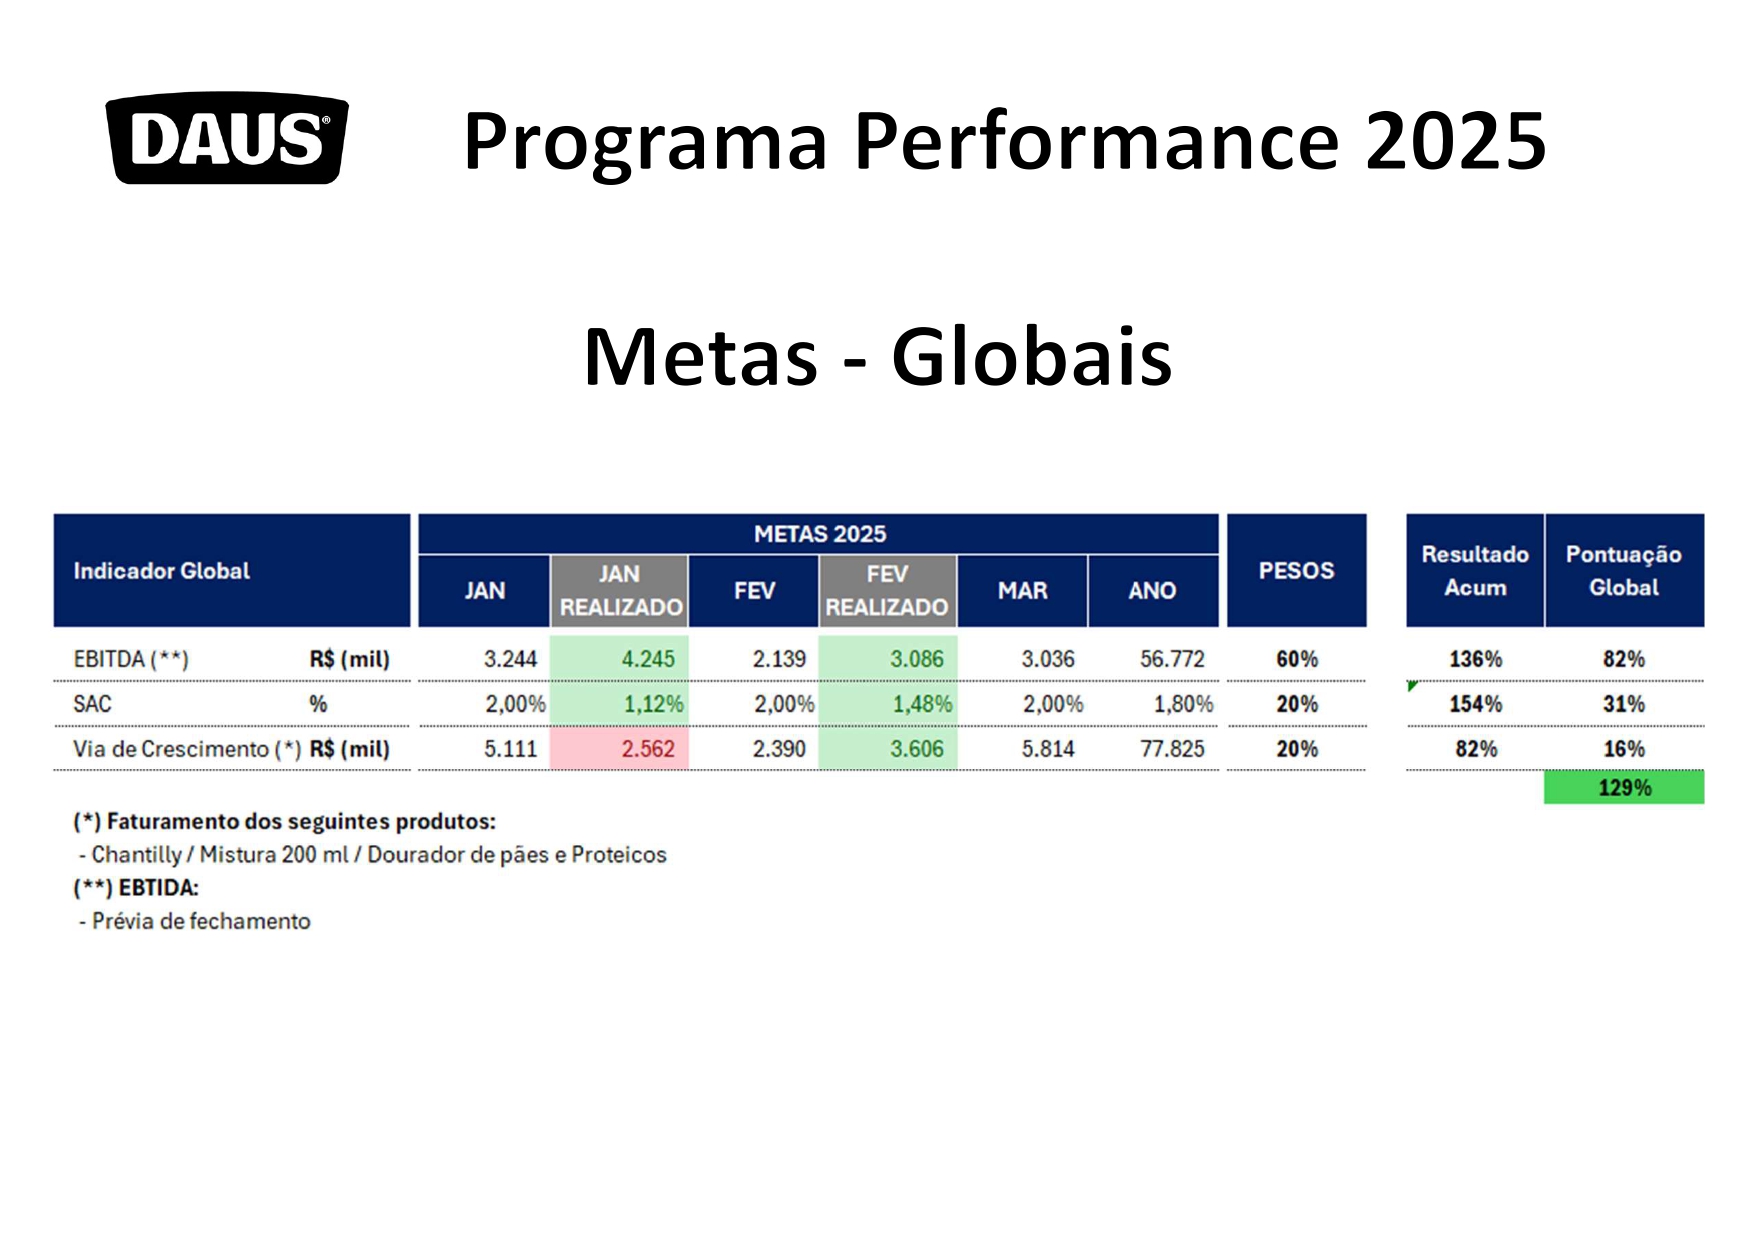 DAUS®
Programa Performance 2025
Metas - Globais
Indicador Global METAS 2025 PESOS Resultado Acum Pontuação Global
JAN JAN REALIZADO FEV FEV REALIZADO MAR ANO
EBITDA (**) R$ (mil) 3.244 4.245 2.139 3.086 3.036 56.772 60% 136% 82%
SAC % 2,00% 1,12% 2,00% 1,48% 2,00% 1,80% 20% 154% 31%
Via de Crescimento (*) R$ (mil) 5.111 2.562 2.390 3.606 5.814 77.825 20% 82% 16%
129%
(*) Faturamento dos seguintes produtos:
- Chantilly / Mistura 200 ml / Dourador de pães e Proteicos
(**) EBTIDA:
- Prévia de fechamento